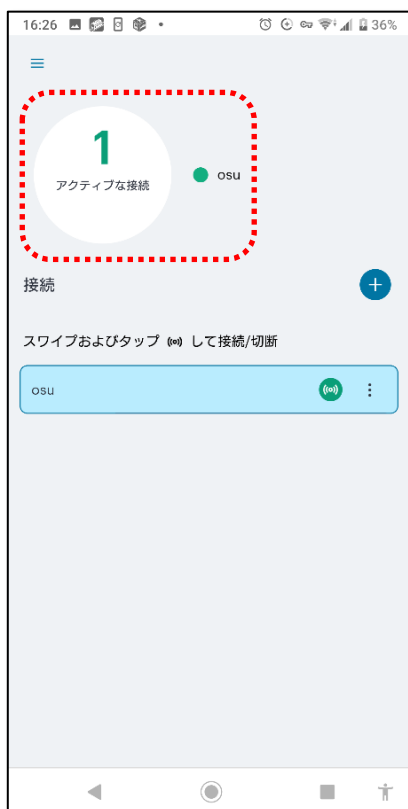 16:26 36%
1
アクティブな接続
osu
接続
スワイプおよびタップ して接続/切断
osu